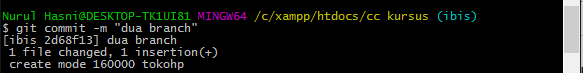 Nurul Hasni@DESKTOP-TK1UI81 MINGW64 /c/xampp/htdocs/cc kursus (ibis)
$ git commit -m "dua branch"
[ibis 2d68f13] dua branch
 1 file changed, 1 insertion(+)
 create mode 160000 tokohp